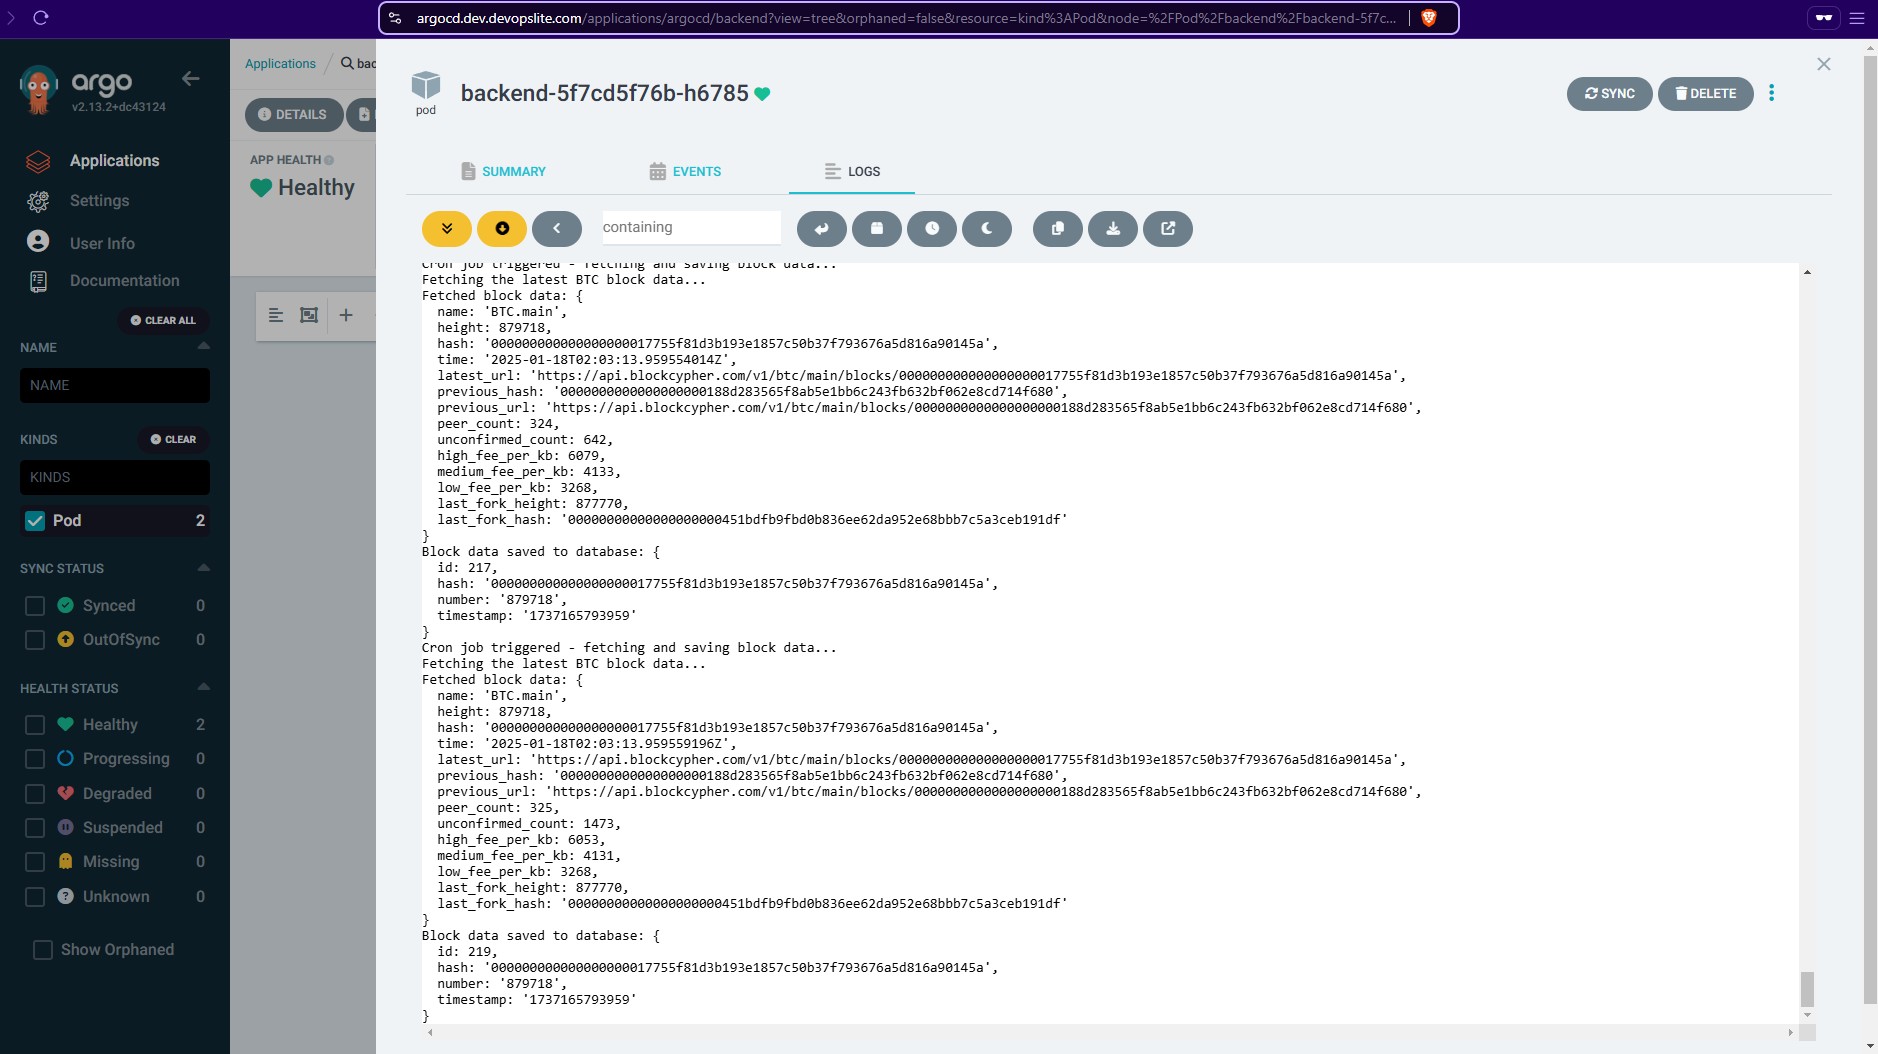 argocd.dev.devopslite.com/applications/argocd/backend?view=tree&orphaned=false&resource=kind%3APod&node=%2FPod%2Fbackend%2Fbackend-5f7c...
argo
v2.13.2+dc43124
Applications
Settings
User Info
Documentation
CLEAR ALL
NAME
NAME
KINDS
CLEAR
KINDS
Pod 2
SYNC STATUS
Synced 0
OutOfSync 0
HEALTH STATUS
Healthy 2
Progressing 0
Degraded 0
Suspended 0
Missing 0
Unknown 0
Show Orphaned
Applications / bac
DETAILS
APP HEALTH
Healthy
pod
backend-5f7cd5f76b-h6785
SYNC
DELETE
SUMMARY
EVENTS
LOGS
containing
Cron job triggered - fetching and saving block data...
Fetching the latest BTC block data...
Fetched block data: {
name: 'BTC.main',
height: 879718,
hash: '000000000000000000017755f81d3b193e1857c50b37f793676a5d816a90145a',
time: '2025-01-18T02:03:13.959554014Z',
latest_url: 'https://api.blockcypher.com/v1/btc/main/blocks/000000000000000000017755f81d3b193e1857c50b37f793676a5d816a90145a',
previous_hash: '0000000000000000000188d283565f8ab5e1bb6c243fb632bf062e8cd714f680',
previous_url: 'https://api.blockcypher.com/v1/btc/main/blocks/0000000000000000000188d283565f8ab5e1bb6c243fb632bf062e8cd714f680',
peer_count: 324,
unconfirmed_count: 642,
high_fee_per_kb: 6079,
medium_fee_per_kb: 4133,
low_fee_per_kb: 3268,
last_fork_height: 877770,
last_fork_hash: '00000000000000000000451bdfb9fbd0b836ee62da952e68bbb7c5a3ceb191df'
}
Block data saved to database: {
id: 217,
hash: '000000000000000000017755f81d3b193e1857c50b37f793676a5d816a90145a',
number: '879718',
timestamp: '1737165793959'
}
Cron job triggered - fetching and saving block data...
Fetching the latest BTC block data...
Fetched block data: {
name: 'BTC.main',
height: 879718,
hash: '000000000000000000017755f81d3b193e1857c50b37f793676a5d816a90145a',
time: '2025-01-18T02:03:13.959559196Z',
latest_url: 'https://api.blockcypher.com/v1/btc/main/blocks/000000000000000000017755f81d3b193e1857c50b37f793676a5d816a90145a',
previous_hash: '0000000000000000000188d283565f8ab5e1bb6c243fb632bf062e8cd714f680',
previous_url: 'https://api.blockcypher.com/v1/btc/main/blocks/0000000000000000000188d283565f8ab5e1bb6c243fb632bf062e8cd714f680',
peer_count: 325,
unconfirmed_count: 1473,
high_fee_per_kb: 6053,
medium_fee_per_kb: 4131,
low_fee_per_kb: 3268,
last_fork_height: 877770,
last_fork_hash: '00000000000000000000451bdfb9fbd0b836ee62da952e68bbb7c5a3ceb191df'
}
Block data saved to database: {
id: 219,
hash: '000000000000000000017755f81d3b193e1857c50b37f793676a5d816a90145a',
number: '879718',
timestamp: '1737165793959'
}